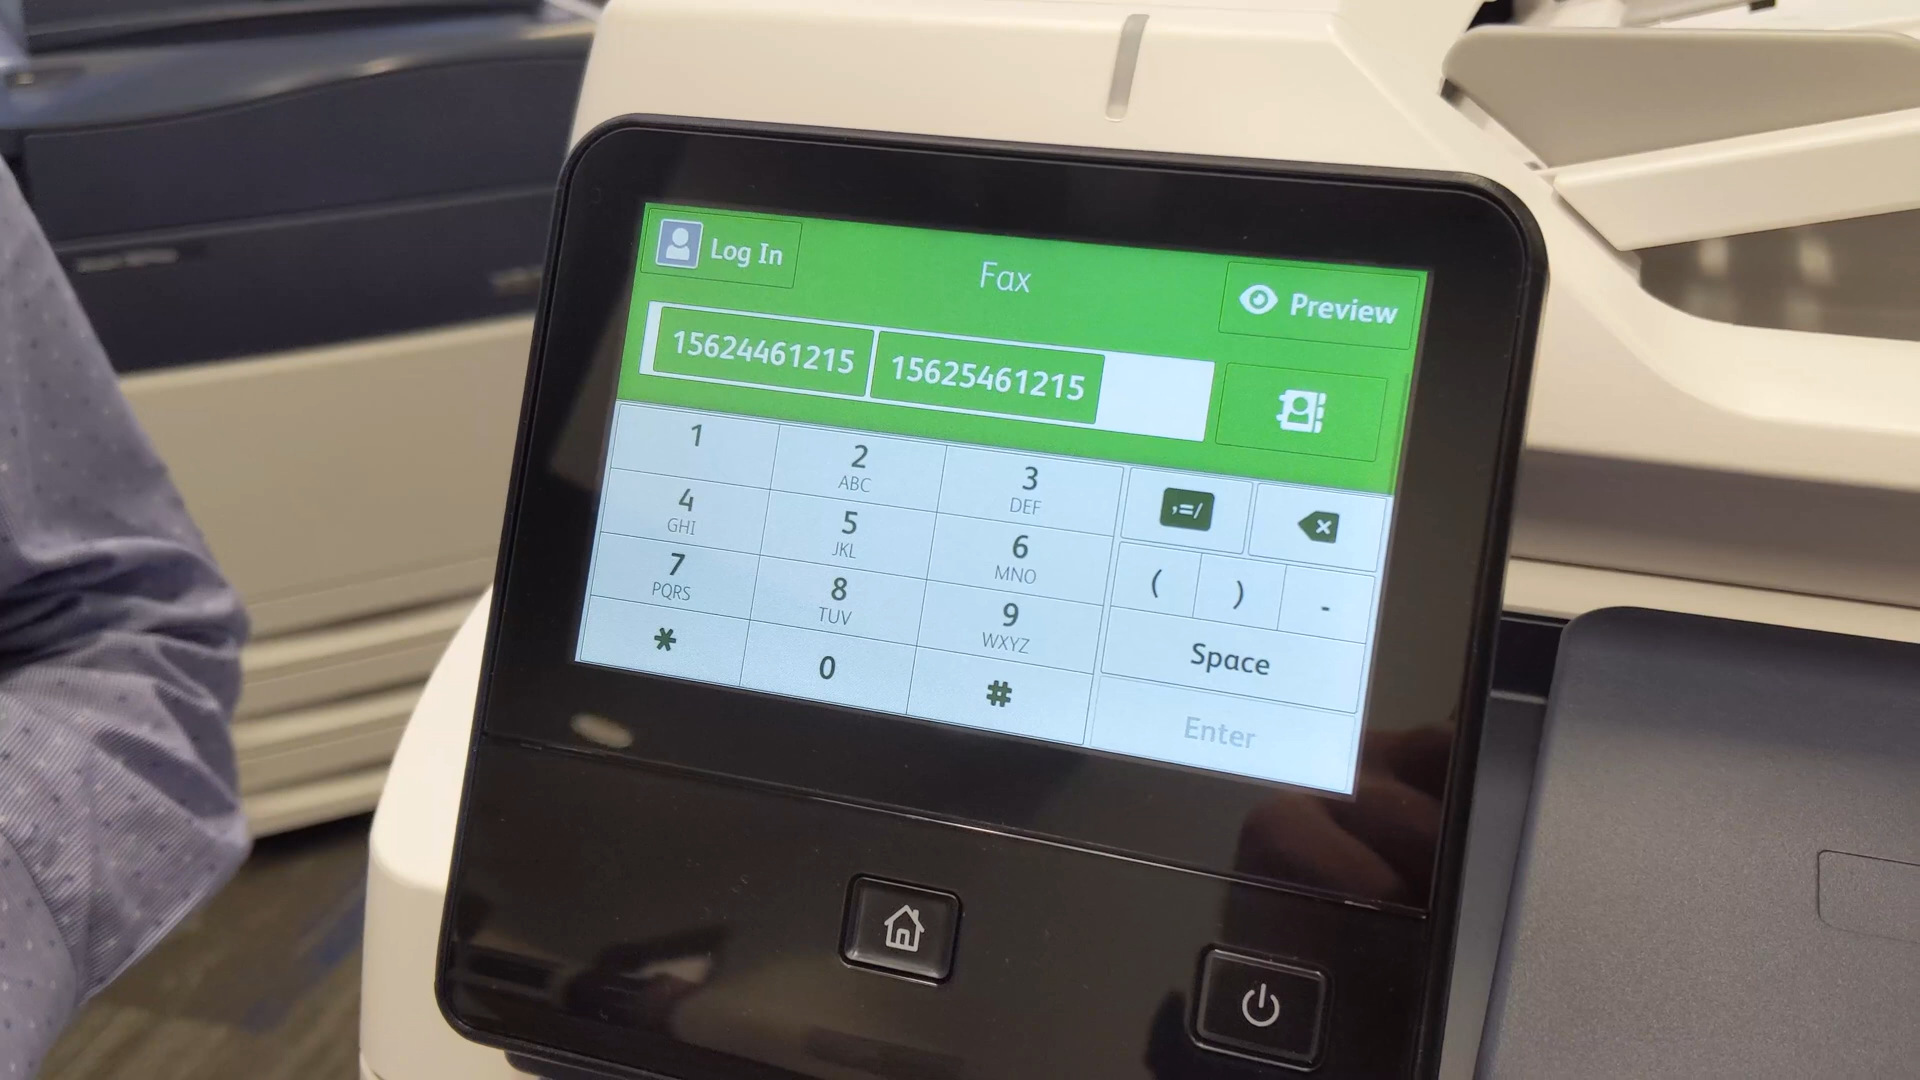 Log In
Fax
Preview
15624461215 15625461215
1
2
ABC
3
DEF
,=/
4
GHI
5
JKL
6
MNO
( ) -
7
PQRS
8
TUV
9
WXYZ
Space
*
0
#
Enter